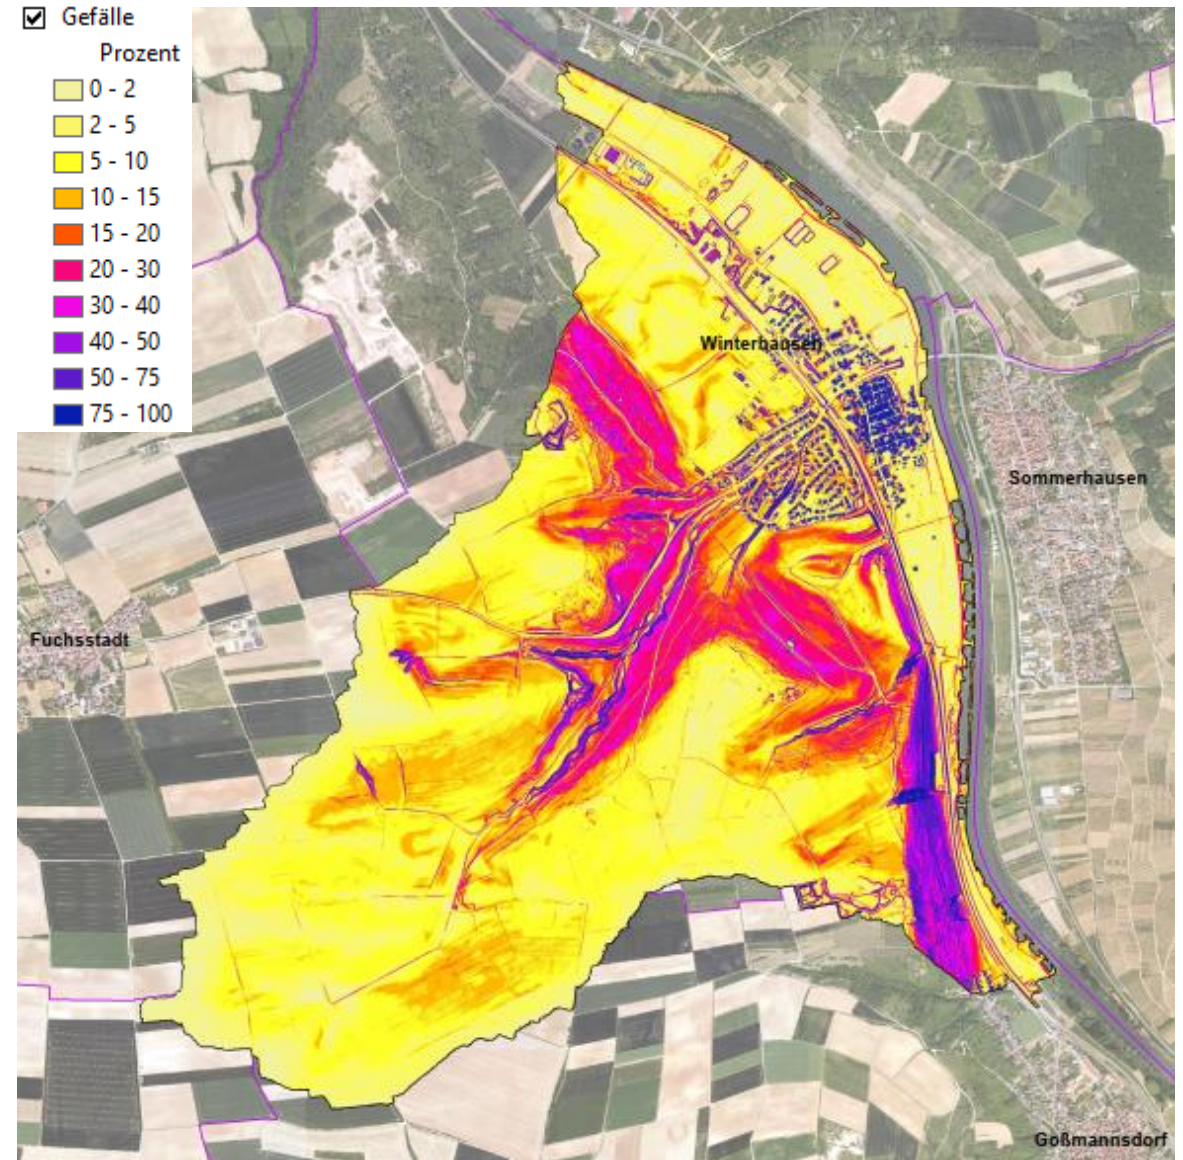 Gefälle
Prozent
0 - 2
2 - 5
5 - 10
10 - 15
15 - 20
20 - 30
30 - 40
40 - 50
50 - 75
75 - 100
Winterhausen
Sommerhausen
Fuchsstadt
Goßmannsdorf